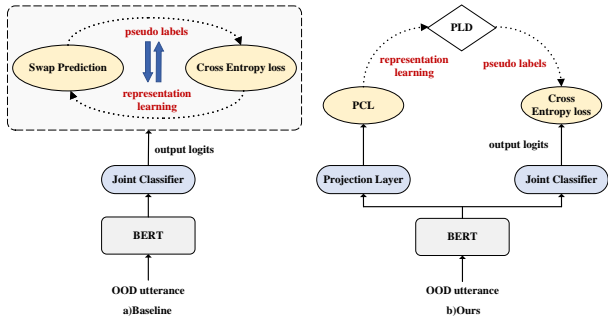 pseudo labels
Swap Prediction
Cross Entropy loss
representation
learning
output logits
Joint Classifier
BERT
OOD utterance
a)Baseline
PLD
representation
learning
pseudo labels
PCL
Cross
Entropy loss
output logits
Projection Layer
Joint Classifier
BERT
OOD utterance
b)Ours